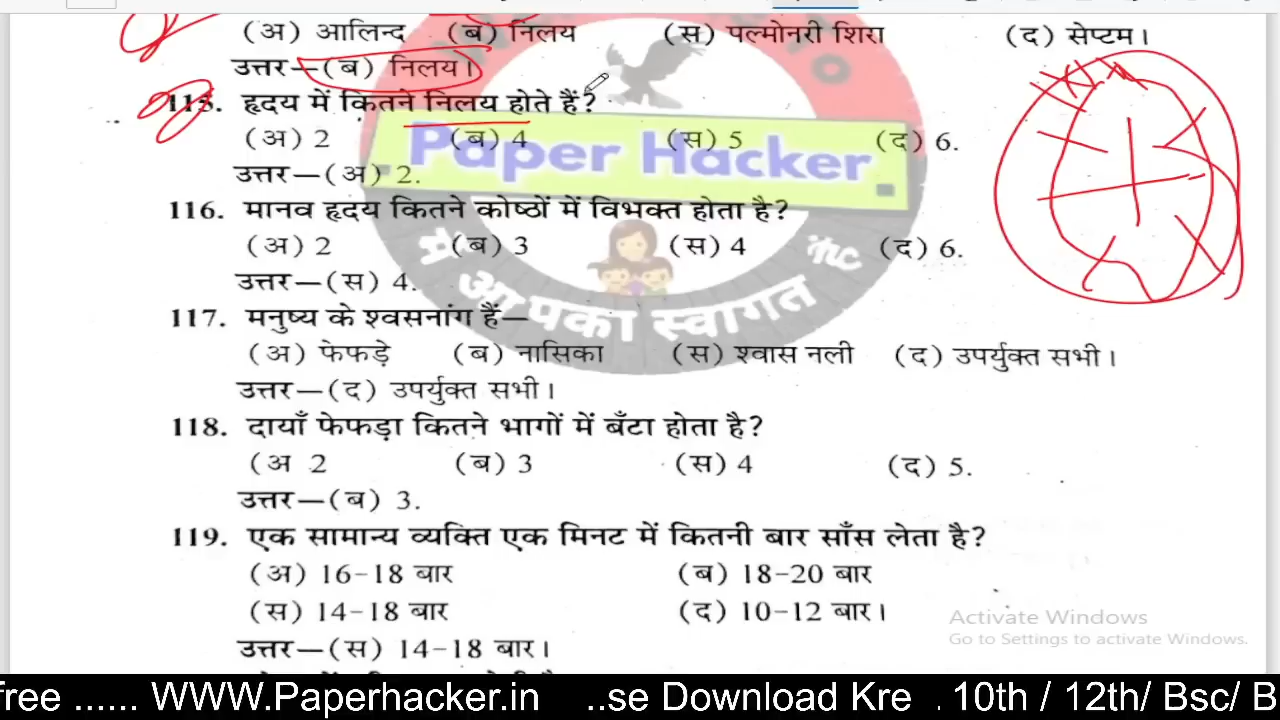 (अ) आलिन्द (ब) निलय (स) पल्मोनरी शिरा (द) सेप्टम।
उत्तर—(ब) निलय।
115. हृदय में कितने निलय होते हैं?
(अ) 2 (ब) 4 (स) 5 (द) 6.
Paper Hacker
उत्तर—(अ) 2.
116. मानव हृदय कितने कोष्ठों में विभक्त होता है?
(अ) 2 (ब) 3 (स) 4 (द) 6.
उत्तर—(स) 4.
में आपका स्वागत
117. मनुष्य के श्वसनांग हैं—
(अ) फेफड़े (ब) नासिका (स) श्वास नली (द) उपर्युक्त सभी।
उत्तर—(द) उपर्युक्त सभी।
118. दायाँ फेफड़ा कितने भागों में बँटा होता है?
(अ 2 (ब) 3 (स) 4 (द) 5.
उत्तर—(ब) 3.
119. एक सामान्य व्यक्ति एक मिनट में कितनी बार साँस लेता है?
(अ) 16-18 बार (ब) 18-20 बार
(स) 14-18 बार (द) 10-12 बार।
उत्तर—(स) 14-18 बार।
Activate Windows
Go to Settings to activate Windows.
free ...... WWW.Paperhacker.in ..se Download Kre . 10th / 12th/ Bsc/ B